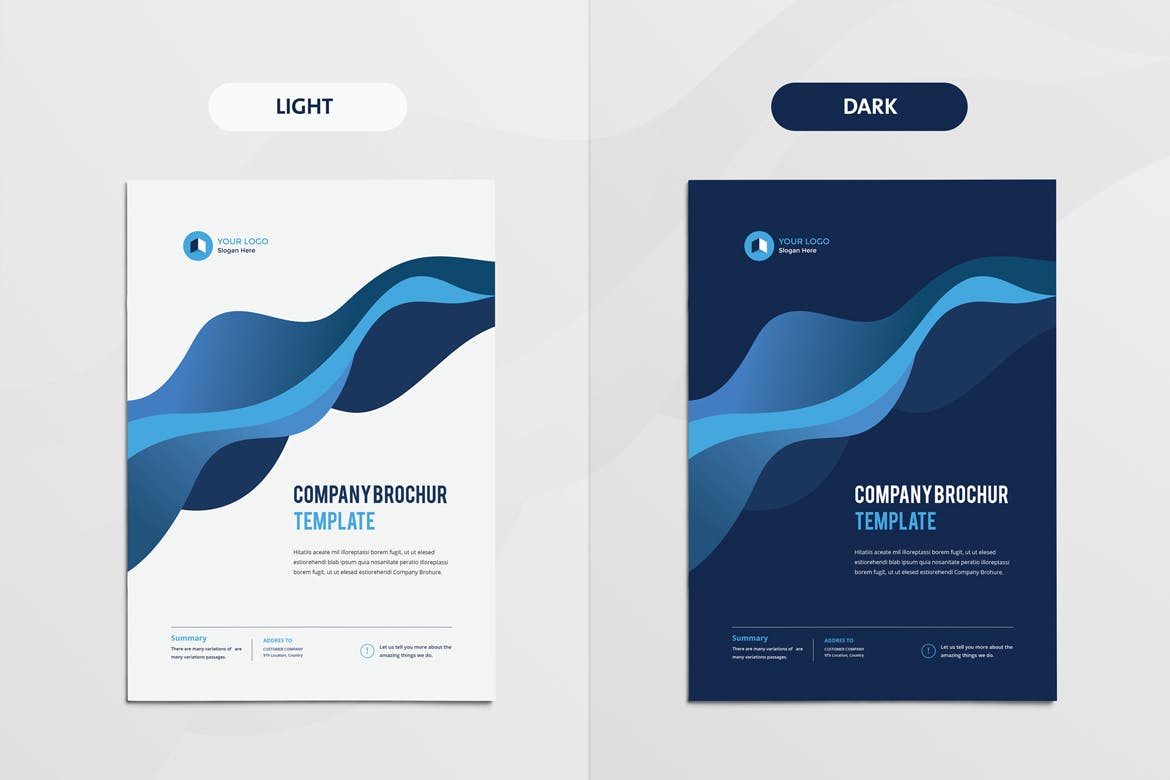 LIGHT
YOUR LOGO
Slogan Here
COMPANY BROCHUR
TEMPLATE
Hitatiis aceate mil illoreptassi borem fugit, ut ut elesed
estiorehendi blab impsum quia nosanitate peratio illoreptassi
borem fugit, ut ut elesed estiorehendi Company Brohure.
Summary
There are many variations of are
many variations passages.
ADDRES TO
CUSTOMER COMPANY
9TN Location, Country
!
Let us tell you more about the
amazing things we do.
DARK
YOUR LOGO
Slogan Here
COMPANY BROCHUR
TEMPLATE
Hitatiis aceate mil illoreptassi borem fugit, ut ut elesed
estiorehendi blab impsum quia nosanitate peratio illoreptassi
borem fugit, ut ut elesed estiorehendi Company Brohure.
Summary
There are many variations of are
many variations passages.
ADDRES TO
CUSTOMER COMPANY
9TN Location, Country
!
Let us tell you more about the
amazing things we do.